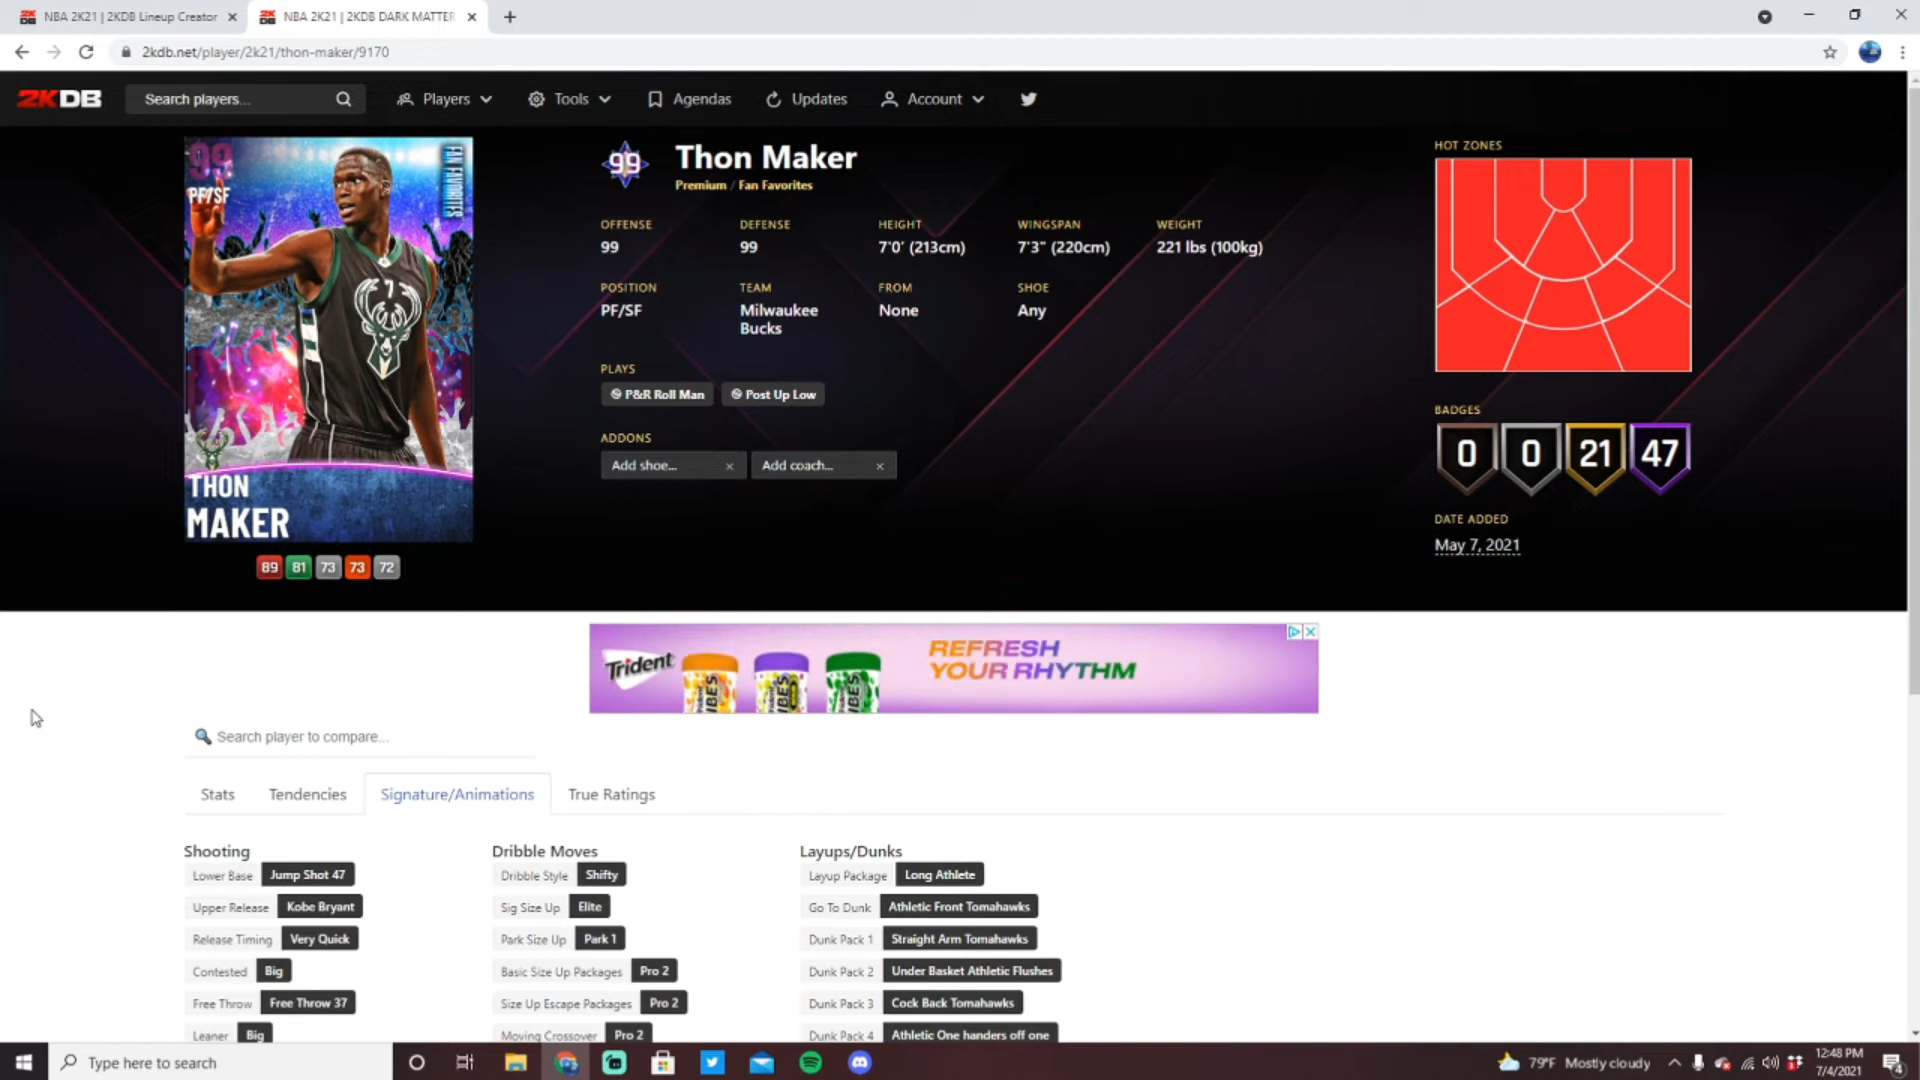 NBA 2K21 | 2KDB Lineup Creator
NBA 2K21 | 2KDB DARK MATTER
2kdb.net/player/2k21/thon-maker/9170
2KDB
Search players...
Players
Tools
Agendas
Updates
Account
99
PF/SF
FAN FAVORITES
7
THON
MAKER
89 81 73 73 72
99
Thon Maker
Premium / Fan Favorites
OFFENSE DEFENSE HEIGHT WINGSPAN WEIGHT
99 99 7'0' (213cm) 7'3" (220cm) 221 lbs (100kg)
POSITION TEAM FROM SHOE
PF/SF Milwaukee Bucks None Any
PLAYS
P&R Roll Man Post Up Low
ADDONS
Add shoe... × Add coach... ×
HOT ZONES
BADGES
0 0 21 47
DATE ADDED
May 7, 2021
Trident
VIBES VIBES VIBES
REFRESH
YOUR RHYTHM
Search player to compare...
Stats Tendencies Signature/Animations True Ratings
Shooting
Lower Base Jump Shot 47
Upper Release Kobe Bryant
Release Timing Very Quick
Contested Big
Free Throw Free Throw 37
Leaner Big
Dribble Moves
Dribble Style Shifty
Sig Size Up Elite
Park Size Up Park 1
Basic Size Up Packages Pro 2
Size Up Escape Packages Pro 2
Moving Crossover Pro 2
Layups/Dunks
Layup Package Long Athlete
Go To Dunk Athletic Front Tomahawks
Dunk Pack 1 Straight Arm Tomahawks
Dunk Pack 2 Under Basket Athletic Flushes
Dunk Pack 3 Cock Back Tomahawks
Dunk Pack 4 Athletic One handers off one
Type here to search
79°F Mostly cloudy
12:48 PM
7/4/2021
4